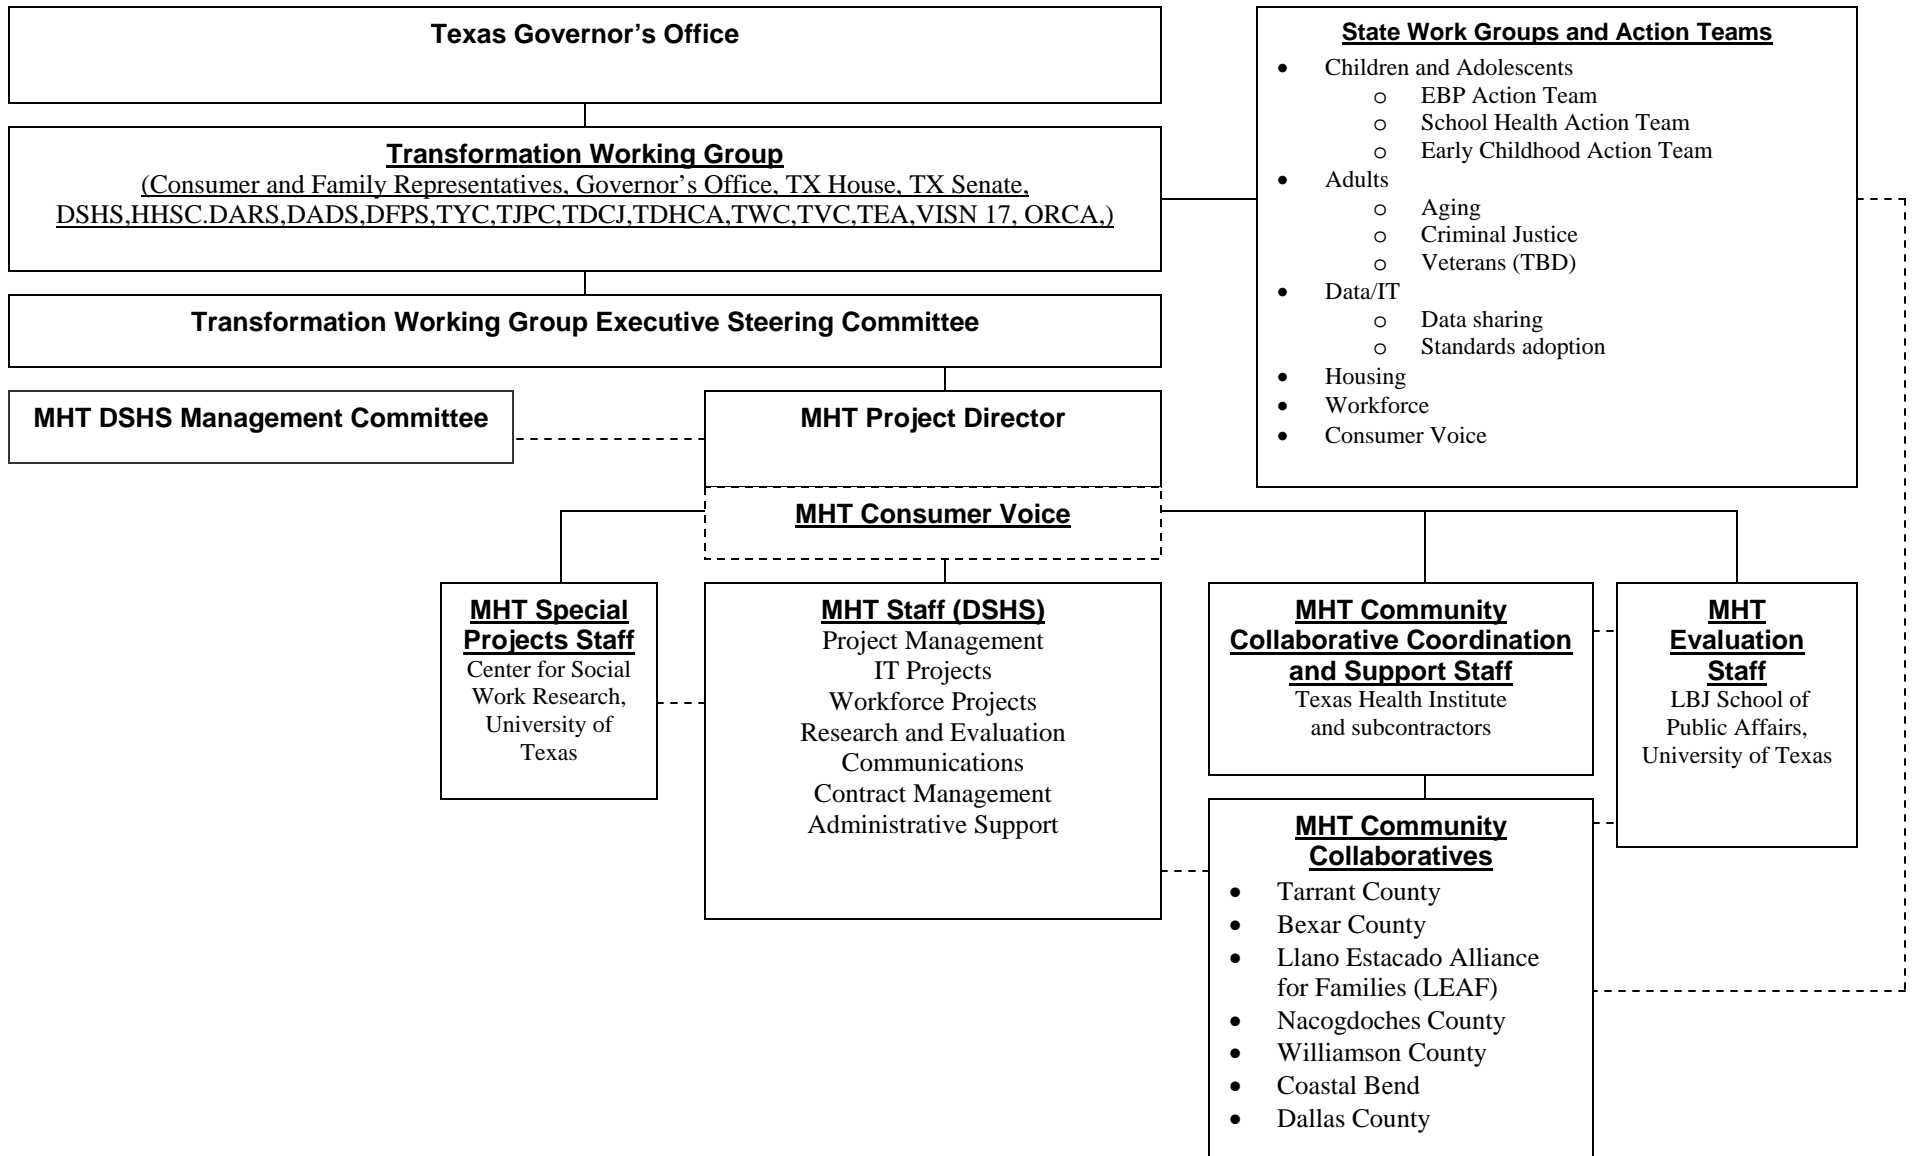 Texas Governor’s Office
Transformation Working Group
(Consumer and Family Representatives, Governor’s Office, TX House, TX Senate,
DSHS,HHSC.DARS,DADS,DFPS,TYC,TJPC,TDCJ,TDHCA,TWC,TVC,TEA,VISN 17, ORCA,)
Transformation Working Group Executive Steering Committee
State Work Groups and Action Teams
• Children and Adolescents
o EBP Action Team
o School Health Action Team
o Early Childhood Action Team
• Adults
o Aging
o Criminal Justice
o Veterans (TBD)
• Data/IT
o Data sharing
o Standards adoption
• Housing
• Workforce
• Consumer Voice
MHT DSHS Management Committee
MHT Project Director
MHT Consumer Voice
MHT Special
Projects Staff
Center for Social
Work Research,
University of
Texas
MHT Staff (DSHS)
Project Management
IT Projects
Workforce Projects
Research and Evaluation
Communications
Contract Management
Administrative Support
MHT Community
Collaborative Coordination
and Support Staff
Texas Health Institute
and subcontractors
MHT
Evaluation
Staff
LBJ School of
Public Affairs,
University of Texas
MHT Community
Collaboratives
• Tarrant County
• Bexar County
• Llano Estacado Alliance
for Families (LEAF)
• Nacogdoches County
• Williamson County
• Coastal Bend
• Dallas County